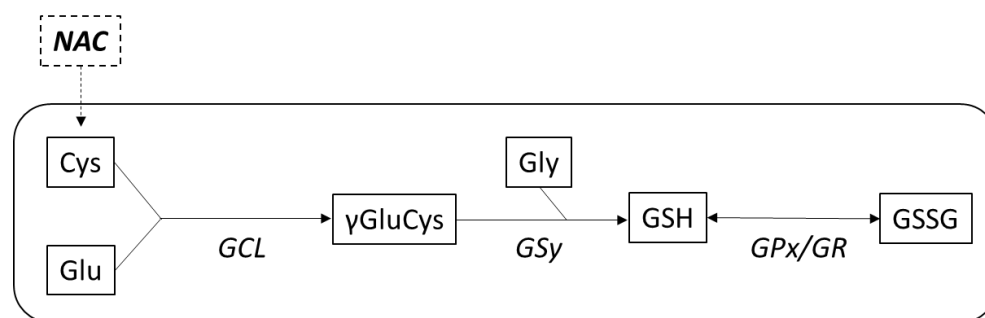 NAC
Cys
Glu
GCL
γGluCys
Gly
GSy
GSH
GPx/GR
GSSG